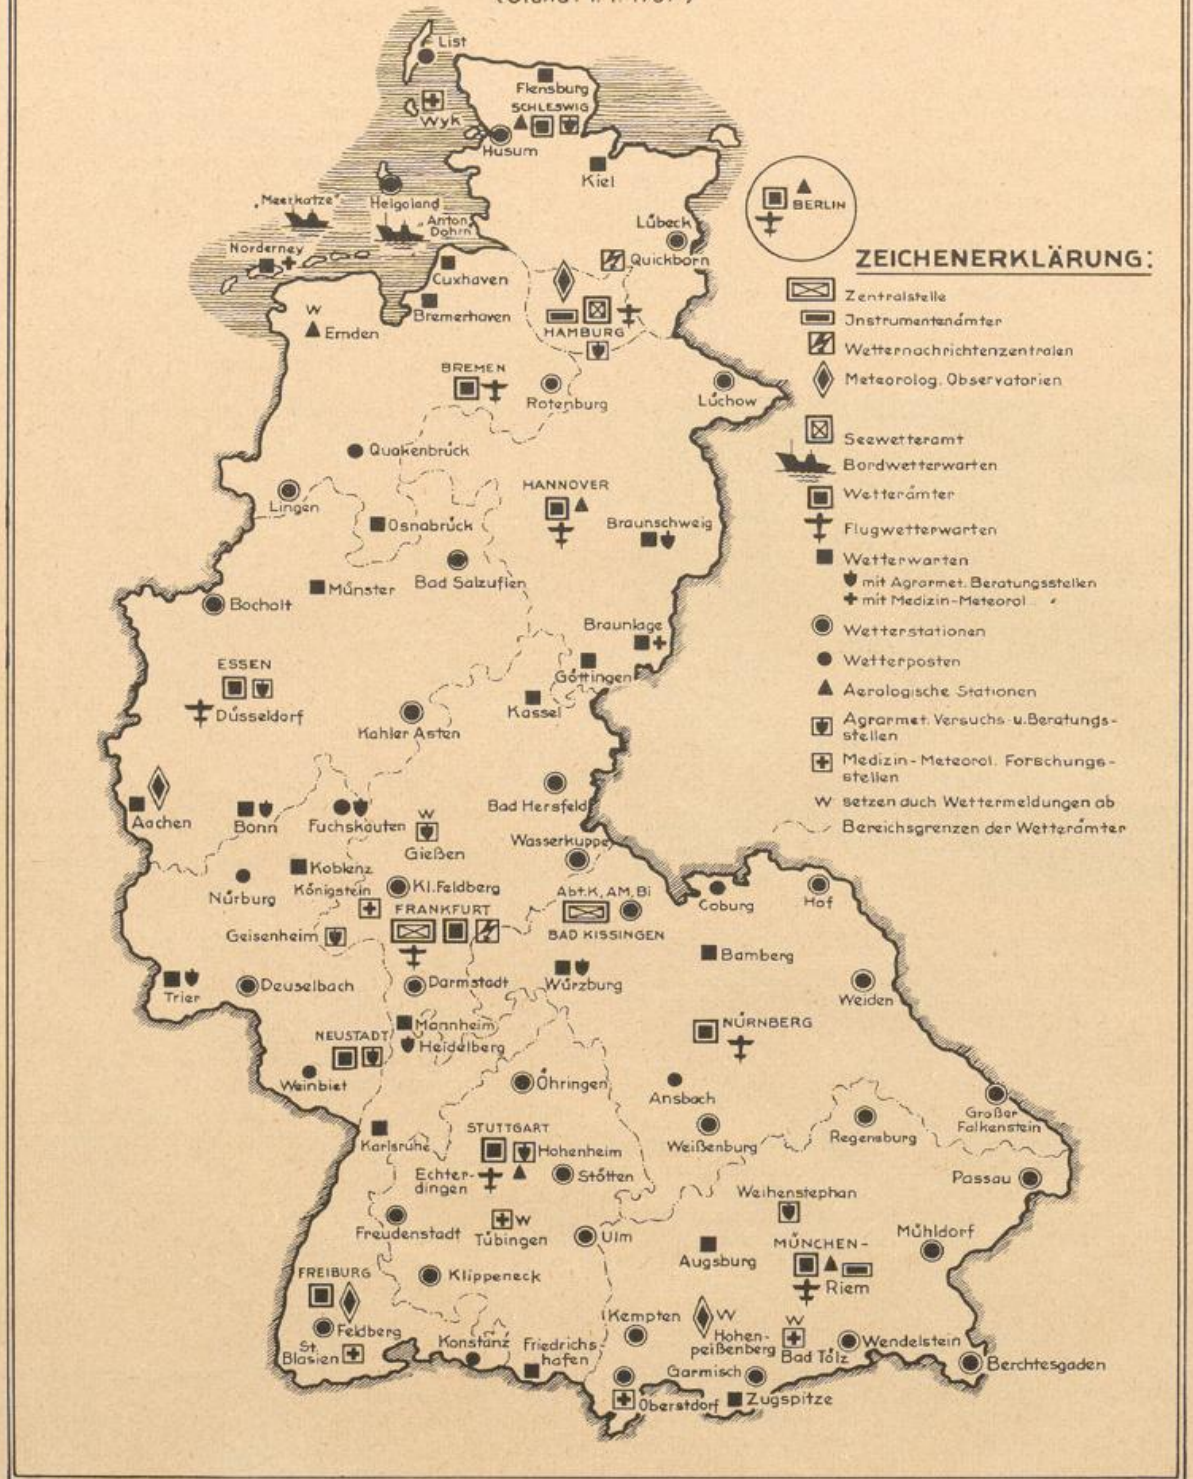 List
Wyk
Flensburg
SCHLESWIG
Husum
Kiel
„Meerkatze“
Helgoland
„Anton
Dohrn“
Norderney
Cuxhaven
Lübeck
Quickborn
BERLIN
W
Emden
Bremerhaven
HAMBURG
BREMEN
Rotenburg
Lüchow
Quakenbrück
Lingen
HANNOVER
Osnabrück
Braunschweig
Münster
Bad Salzuflen
Bocholt
Braunlage
ESSEN
Göttingen
Düsseldorf
Kassel
Kahler Asten
Aachen
Bonn
Fuchskauten
Bad Hersfeld
W
Gießen
Wasserkuppe
Nürburg
Koblenz
Königstein
Kl. Feldberg
FRANKFURT
Abt. K, AM, Bi
BAD KISSINGEN
Coburg
Hof
Geisenheim
Bamberg
Trier
Deuselbach
Darmstadt
Würzburg
Weiden
NEUSTADT
Mannheim
Heidelberg
NÜRNBERG
Weinbiet
Öhringen
Ansbach
Großer
Falkenstein
Karlsruhe
STUTTGART
Hohenheim
Weißenburg
Regensburg
Echter-
dingen
Stötten
Passau
Weihenstephan
Freudenstadt
W
Tübingen
Ulm
Augsburg
MÜNCHEN-
Riem
Mühldorf
FREIBURG
Klippeneck
Feldberg
St.
Blasien
Konstanz
Friedrichs-
hafen
Kempten
W
Hohen-
peißenberg
W
Bad Tölz
Wendelstein
Berchtesgaden
Garmisch
Oberstdorf
Zugspitze
ZEICHENERKLÄRUNG:
Zentralstelle
Instrumentenämter
Wetternachrichtenzentralen
Meteorolog. Observatorien
Seewetteramt
Bordwetterwarten
Wetterämter
Flugwetterwarten
Wetterwarten
mit Agrarmet. Beratungsstellen
mit Medizin-Meteorol. "
Wetterstationen
Wetterposten
Aerologische Stationen
Agrarmet. Versuchs- u. Beratungs-
stellen
Medizin-Meteorol. Forschungs-
stellen
W setzen auch Wettermeldungen ab
Bereichsgrenzen der Wetterämter